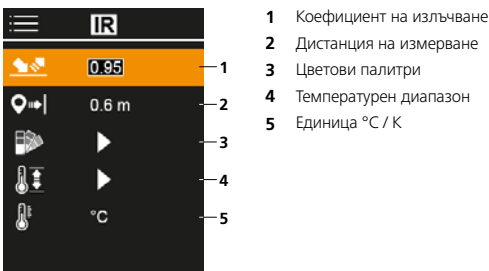 IR
0.95
1
0.6 m
2
3
4
°C
5
1 Коефициент на излъчване
2 Дистанция на измерване
3 Цветови палитри
4 Температурен диапазон
5 Единица °C / K